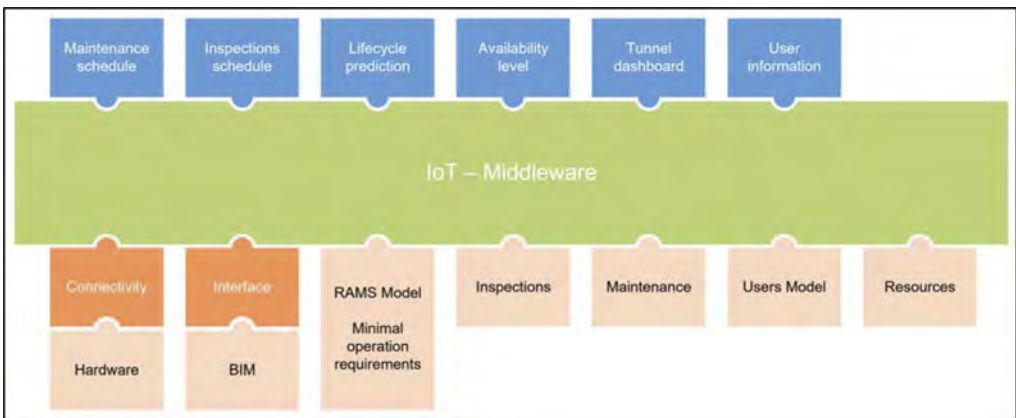 Maintenance
schedule
Inspections
schedule
Lifecycle
prediction
Availability
level
Tunnel
dashboard
User
information
IoT – Middleware
Connectivity
Interface
RAMS Model
Minimal
operation
requirements
Inspections
Maintenance
Users Model
Resources
Hardware
BIM